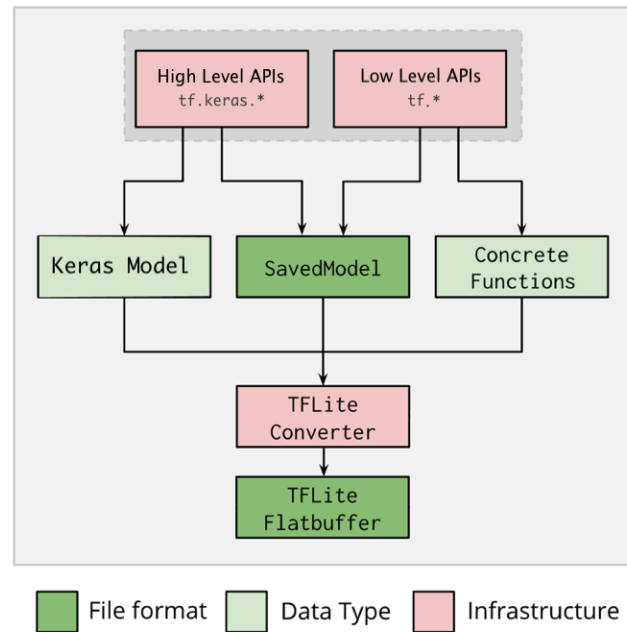 High Level APIs
tf.keras.*
Low Level APIs
tf.*
Keras Model
SavedModel
Concrete
Functions
TFLite
Converter
TFLite
Flatbuffer
File format
Data Type
Infrastructure